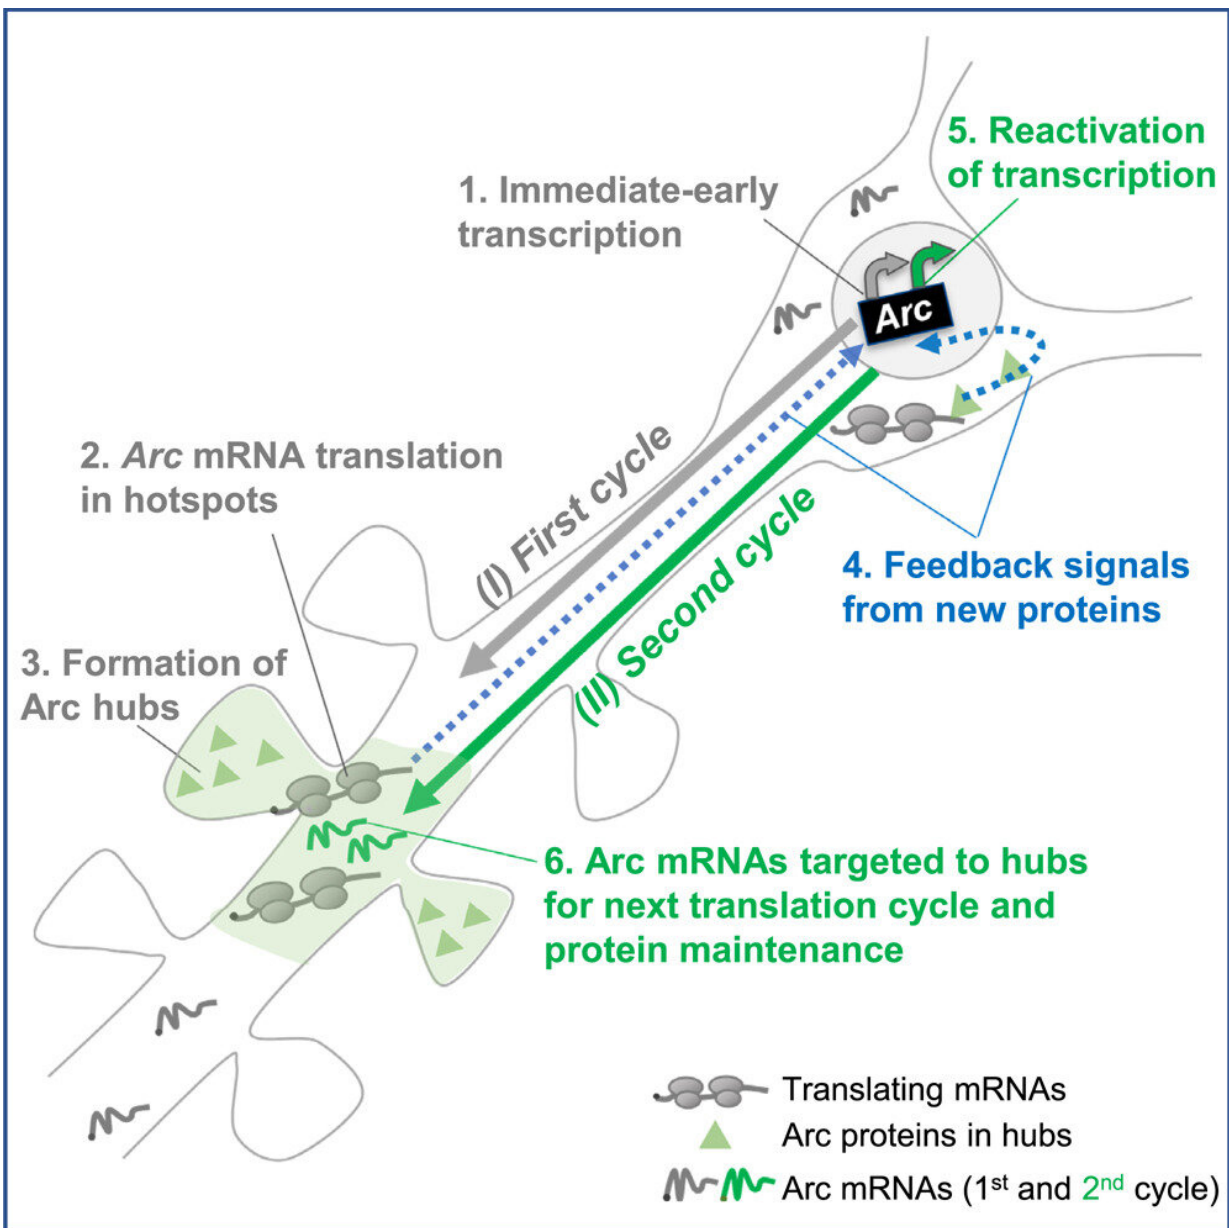 5. Reactivation
of transcription
1. Immediate-early
transcription
Arc
2. Arc mRNA translation
in hotspots
(I) First cycle
(II) Second cycle
4. Feedback signals
from new proteins
3. Formation of
Arc hubs
6. Arc mRNAs targeted to hubs
for next translation cycle and
protein maintenance
Translating mRNAs
Arc proteins in hubs
Arc mRNAs (1st and 2nd cycle)